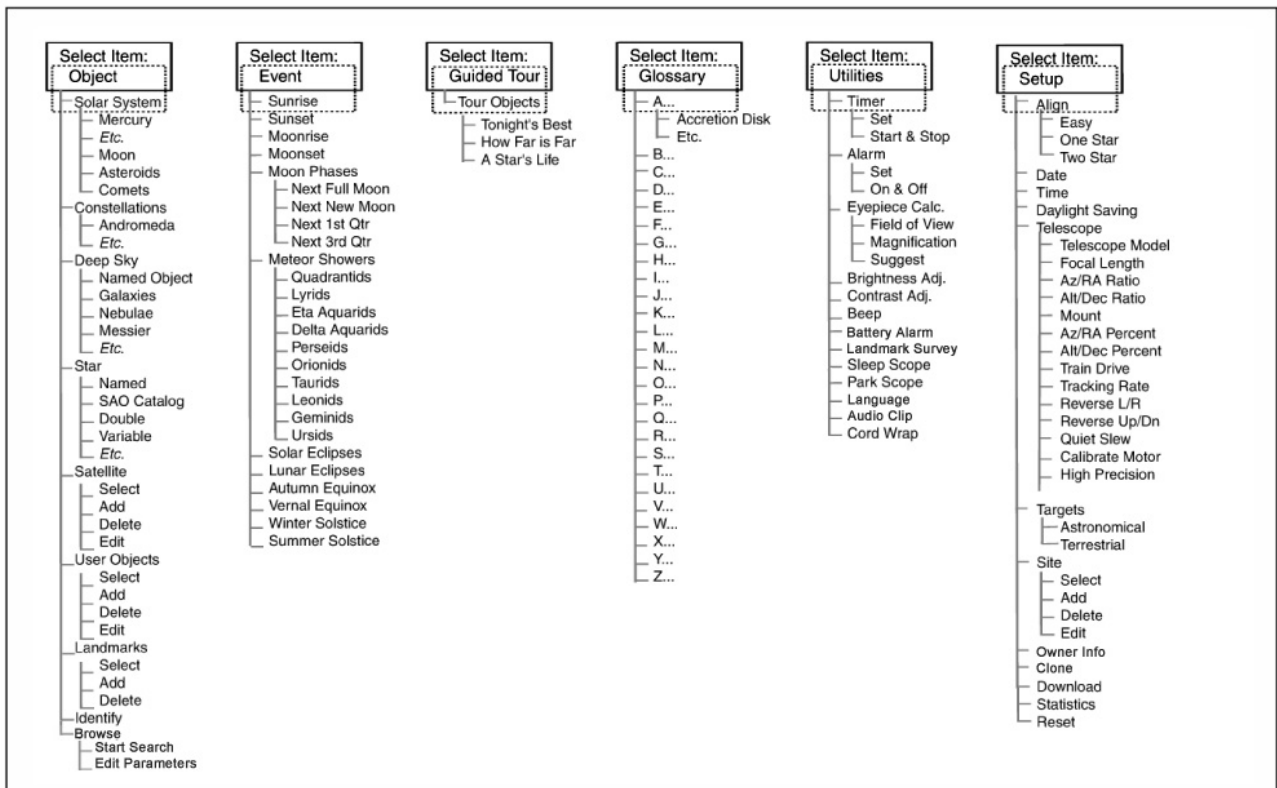 Select Item:
Object
Solar System
Mercury
Etc.
Moon
Asteroids
Comets
Constellations
Andromeda
Etc.
Deep Sky
Named Object
Galaxies
Nebulae
Messier
Etc.
Star
Named
SAO Catalog
Double
Variable
Etc.
Satellite
Select
Add
Delete
Edit
User Objects
Select
Add
Delete
Edit
Landmarks
Select
Add
Delete
Identify
Browse
Start Search
Edit Parameters
Select Item:
Event
Sunrise
Sunset
Moonrise
Moonset
Moon Phases
Next Full Moon
Next New Moon
Next 1st Qtr
Next 3rd Qtr
Meteor Showers
Quadrantids
Lyrids
Eta Aquarids
Delta Aquarids
Perseids
Orionids
Taurids
Leonids
Geminids
Ursids
Solar Eclipses
Lunar Eclipses
Autumn Equinox
Vernal Equinox
Winter Solstice
Summer Solstice
Select Item:
Guided Tour
Tour Objects
Tonight's Best
How Far is Far
A Star's Life
Select Item:
Glossary
A...
Accretion Disk
Etc.
B...
C...
D...
E...
F...
G...
H...
I...
J...
K...
L...
M...
N...
O...
P...
Q...
R...
S...
T...
U...
V...
W...
X...
Y...
Z...
Select Item:
Utilities
Timer
Set
Start & Stop
Alarm
Set
On & Off
Eyepiece Calc.
Field of View
Magnification
Suggest
Brightness Adj.
Contrast Adj.
Beep
Battery Alarm
Landmark Survey
Sleep Scope
Park Scope
Language
Audio Clip
Cord Wrap
Select Item:
Setup
Align
Easy
One Star
Two Star
Date
Time
Daylight Saving
Telescope
Telescope Model
Focal Length
Az/RA Ratio
Alt/Dec Ratio
Mount
Az/RA Percent
Alt/Dec Percent
Train Drive
Tracking Rate
Reverse L/R
Reverse Up/Dn
Quiet Slew
Calibrate Motor
High Precision
Targets
Astronomical
Terrestrial
Site
Select
Add
Delete
Edit
Owner Info
Clone
Download
Statistics
Reset